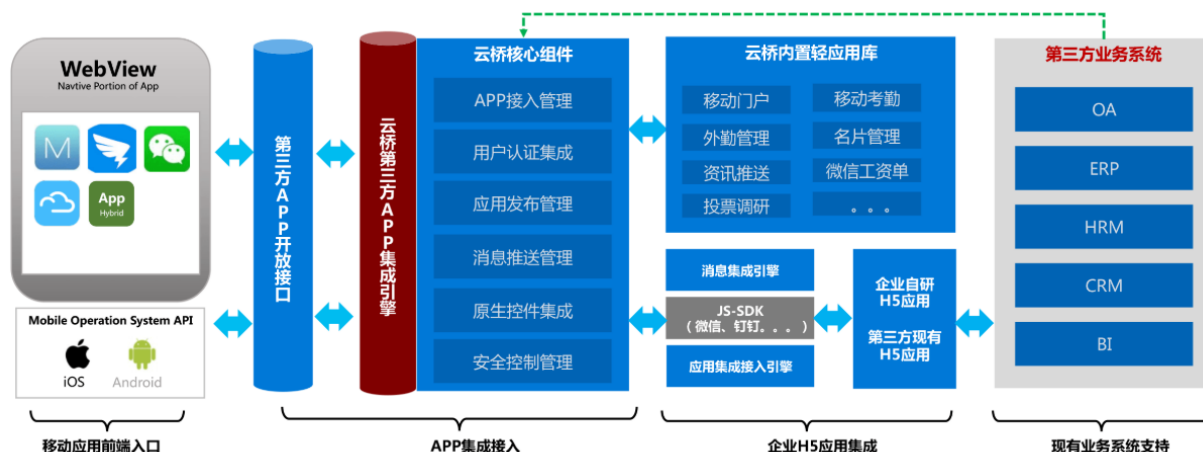 WebView
Navtive Portion of App
M
App
Hybrid
Mobile Operation System API
iOS
Android
移动应用前端入口
第三方APP开放接口
云桥第三方APP集成引擎
云桥核心组件
APP接入管理
用户认证集成
应用发布管理
消息推送管理
原生控件集成
安全控制管理
APP集成接入
云桥内置轻应用库
移动门户
移动考勤
外勤管理
名片管理
资讯推送
微信工资单
投票调研
。。。
消息集成引擎
JS-SDK
（微信、钉钉。。。）
应用集成接入引擎
企业自研
H5应用
第三方现有
H5应用
企业H5应用集成
第三方业务系统
OA
ERP
HRM
CRM
BI
现有业务系统支持